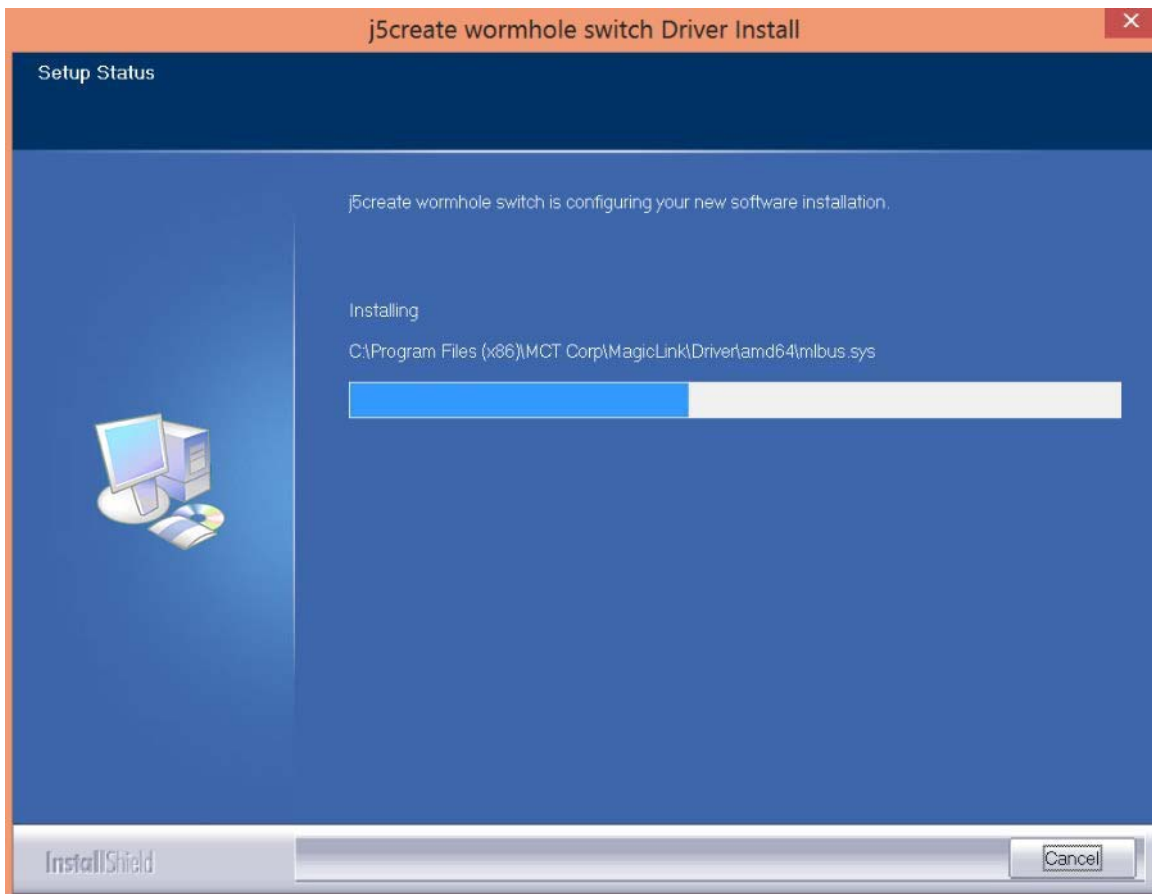 j5create wormhole switch Driver Install
Setup Status
j5create wormhole switch is configuring your new software installation.
Installing
C:\Program Files (x86)\MCT Corp\MagicLink\Driver\amd64\mlbus.sys
InstallShield
Cancel